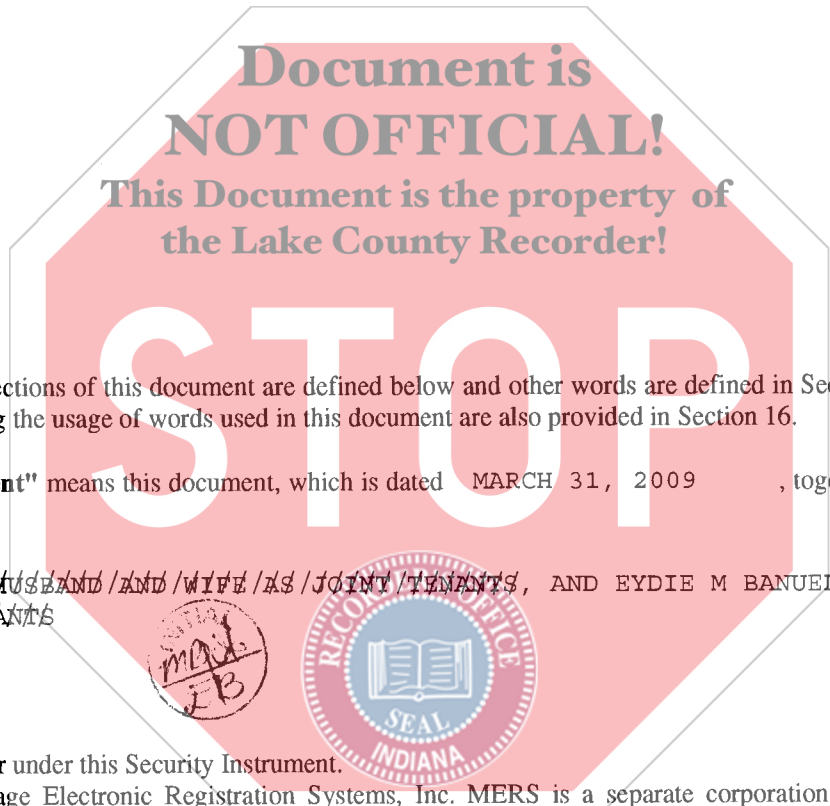 Document is
NOT OFFICIAL!
This Document is the property of
the Lake County Recorder!
STOP
ections of this document are defined below and other words are defined in Sec
g the usage of words used in this document are also provided in Section 16.
nt" means this document, which is dated MARCH 31, 2009 , toge
HUSBAND AND WIFE AS JOINT TENANTS, AND EYDIE M BANUEL
ANTS
EB
RECORDER OFFICE
SEAL
INDIANA
r under this Security Instrument.
age Electronic Registration Systems, Inc. MERS is a separate corporation